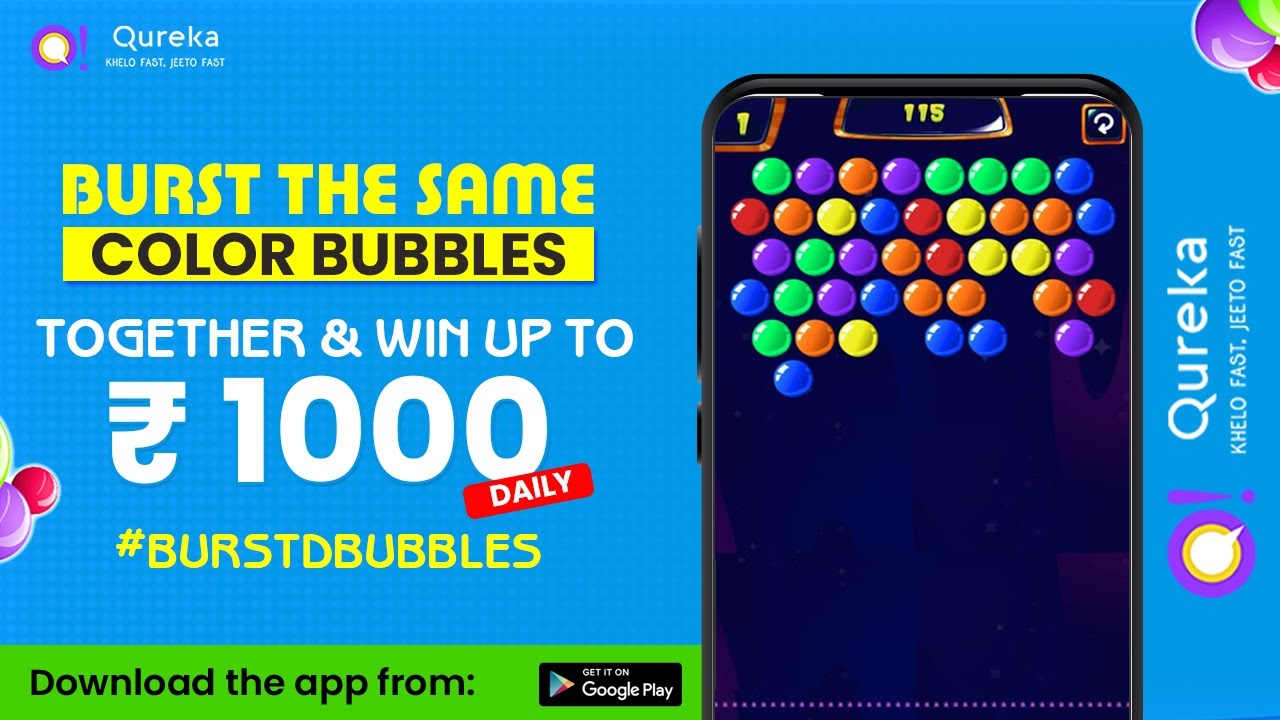 Qureka
KHELO FAST, JEETO FAST
BURST THE SAME
COLOR BUBBLES
TOGETHER & WIN UP TO
₹ 1000
DAILY
#BURSTDBUBBLES
Download the app from:
GET IT ON
Google Play
1
115
Qureka
KHELO FAST, JEETO FAST